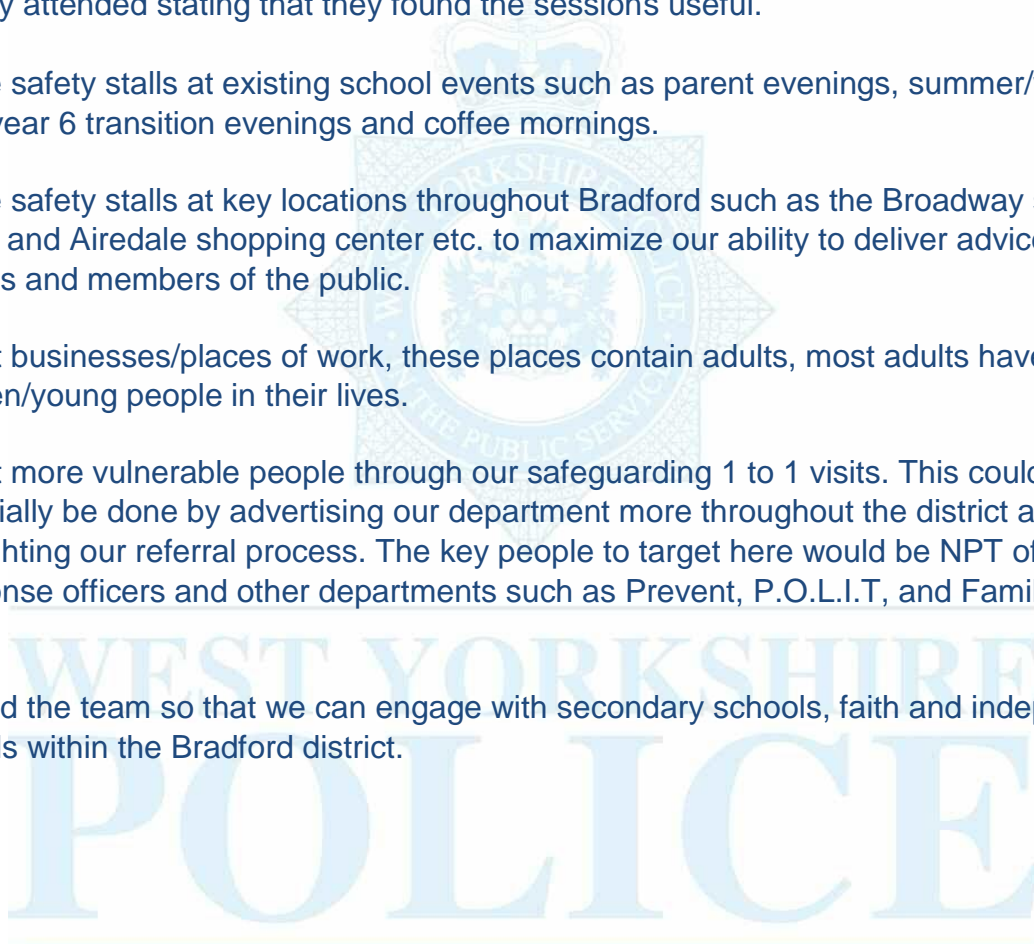 y attended stating that they found the sessions useful.
e safety stalls at existing school events such as parent evenings, summer/
year 6 transition evenings and coffee mornings.
e safety stalls at key locations throughout Bradford such as the Broadway
and Airedale shopping center etc. to maximize our ability to deliver advice
s and members of the public.
t businesses/places of work, these places contain adults, most adults have
en/young people in their lives.
t more vulnerable people through our safeguarding 1 to 1 visits. This could
ially be done by advertising our department more throughout the district a
hting our referral process. The key people to target here would be NPT of
onse officers and other departments such as Prevent, P.O.L.I.T, and Famil
d the team so that we can engage with secondary schools, faith and indep
ls within the Bradford district.
WEST YORKSHIRE
POLICE